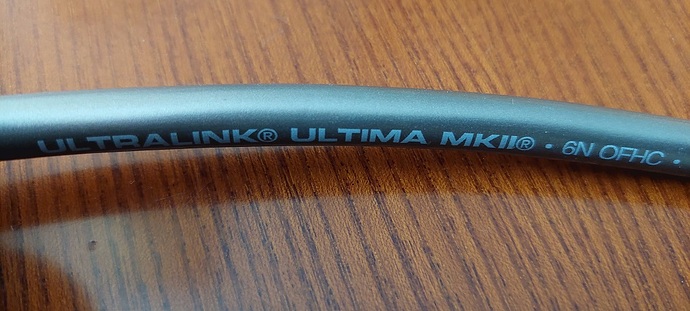 ULTRALINK® ULTIMA MKII® · 6N OFHC ·